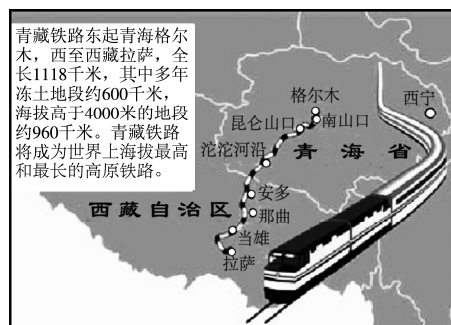 青藏铁路东起青海格尔
木，西至西藏拉萨，全
长1118千米，其中多年
冻土地段约600千米，
海拔高于4000米的地段
约960千米。青藏铁路
将成为世界上海拔最高
和最长的高原铁路。
格尔木
西宁
昆仑山口
南山口
沱沱河沿
青海省
安多
西藏自治区
那曲
当雄
拉萨